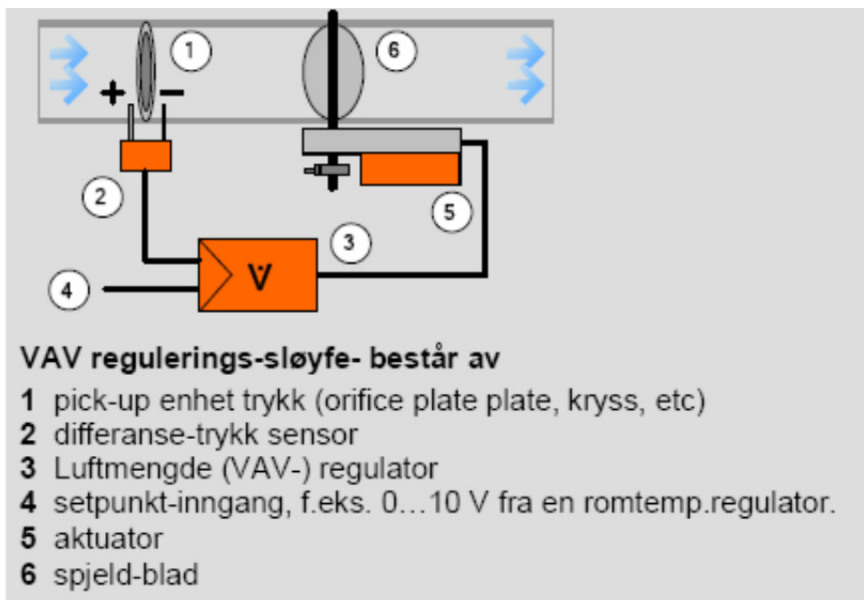 1
6
+ −
2
5
3
V̇
4
VAV regulerings-sløyfe- består av
1 pick-up enhet trykk (orifice plate plate, kryss, etc)
2 differanse-trykk sensor
3 Luftmengde (VAV-) regulator
4 setpunkt-inngang, f.eks. 0...10 V fra en romtemp.regulator.
5 aktuator
6 spjeld-blad